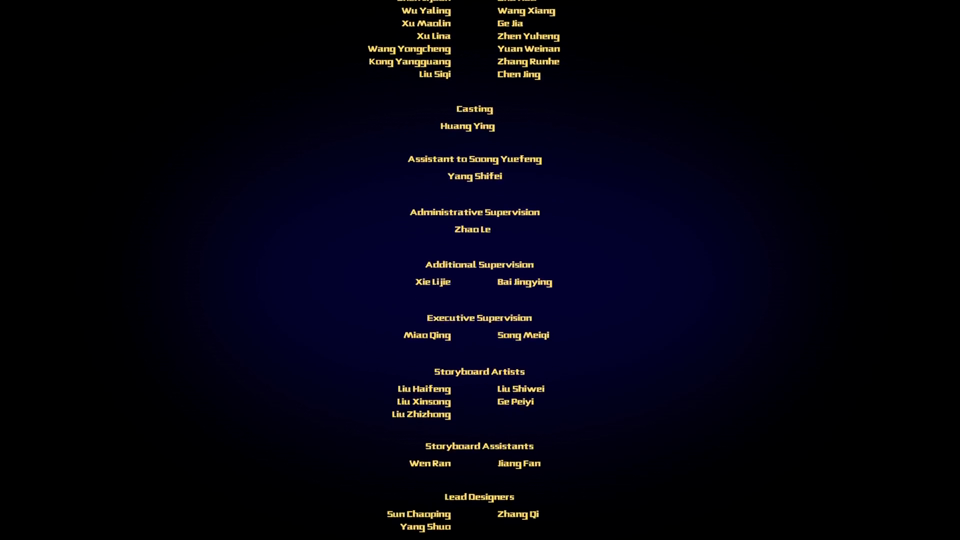 Wu Yaling Wang Xiang
Xu Maolin Ge Jia
Xu Lina Zhen Yuheng
Wang Yongcheng Yuan Weinan
Kong Yangguang Zhang Runhe
Liu Siqi Chen Jing
Casting
Huang Ying
Assistant to Soong Yuefeng
Yang Shifei
Administrative Supervision
Zhao Le
Additional Supervision
Xie Lijie Bai Jingying
Executive Supervision
Miao Qing Song Meiqi
Storyboard Artists
Liu Haifeng Liu Shiwei
Liu Xinsong Ge Peiyi
Liu Zhizhong
Storyboard Assistants
Wen Ran Jiang Fan
Lead Designers
Sun Chaoping Zhang Qi
Yang Shuo